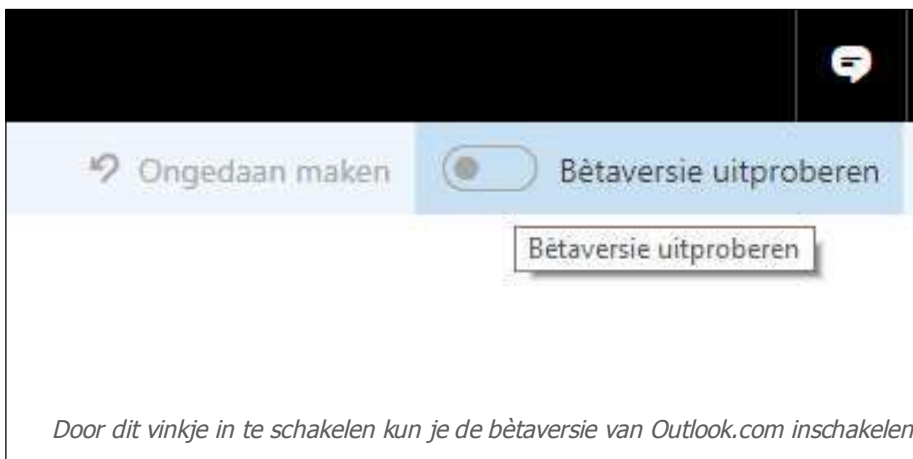 Ongedaan maken Bètaversie uitproberen
Bètaversie uitproberen
Door dit vinkje in te schakelen kun je de bètaversie van Outlook.com inschakelen